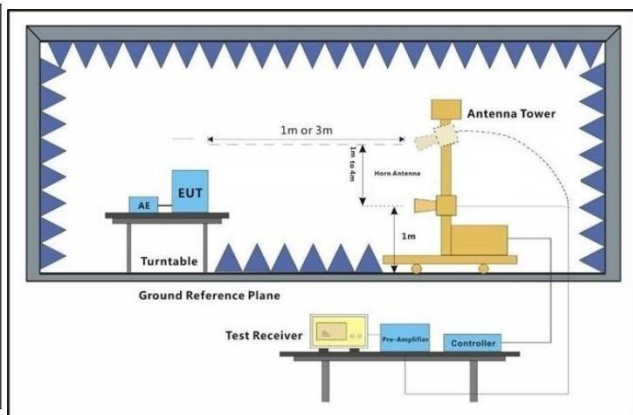 1m or 3m
Antenna Tower
1m to 4m
Horn Antenna
EUT
AE
1m
Turntable
Ground Reference Plane
Test Receiver
Pre-Amplifier
Controller